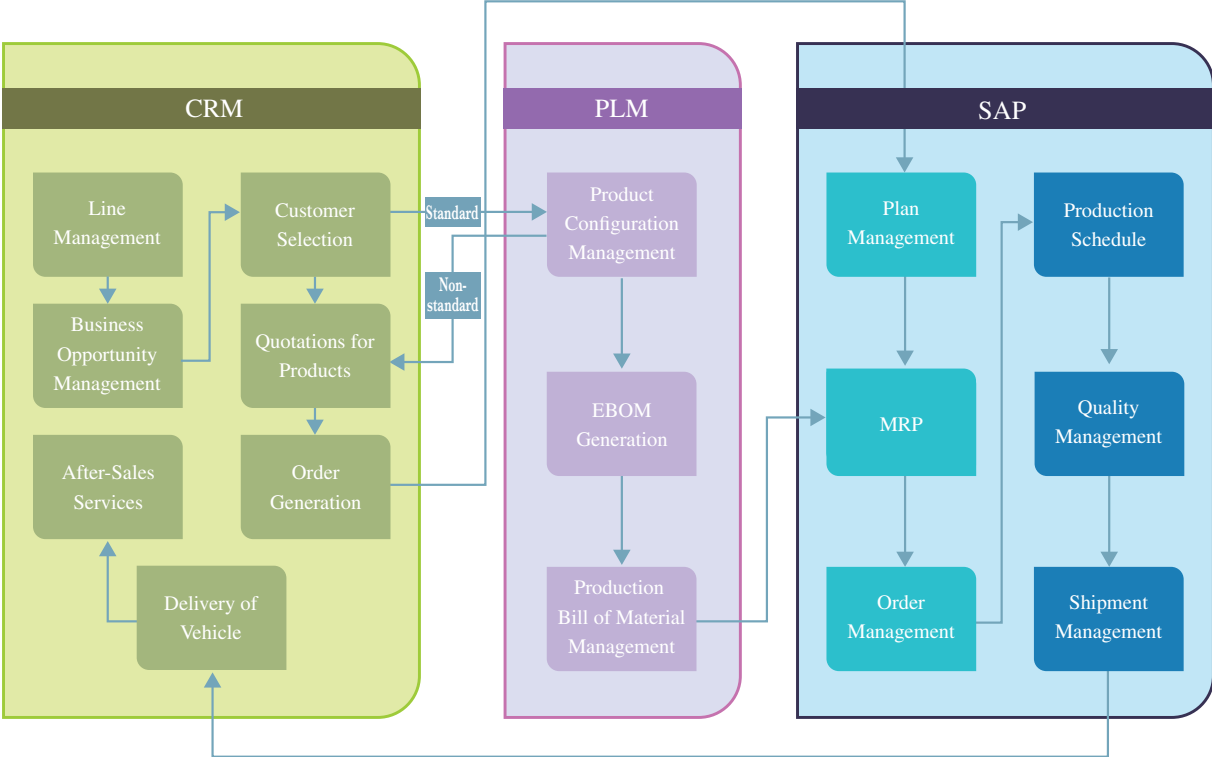 CRM
Line
Management
Customer
Selection
Business
Opportunity
Management
Quotations for
Products
After-Sales
Services
Order
Generation
Delivery of
Vehicle
Standard
Non-
standard
PLM
Product
Configuration
Management
EBOM
Generation
Production
Bill of Material
Management
SAP
Plan
Management
Production
Schedule
MRP
Quality
Management
Order
Management
Shipment
Management